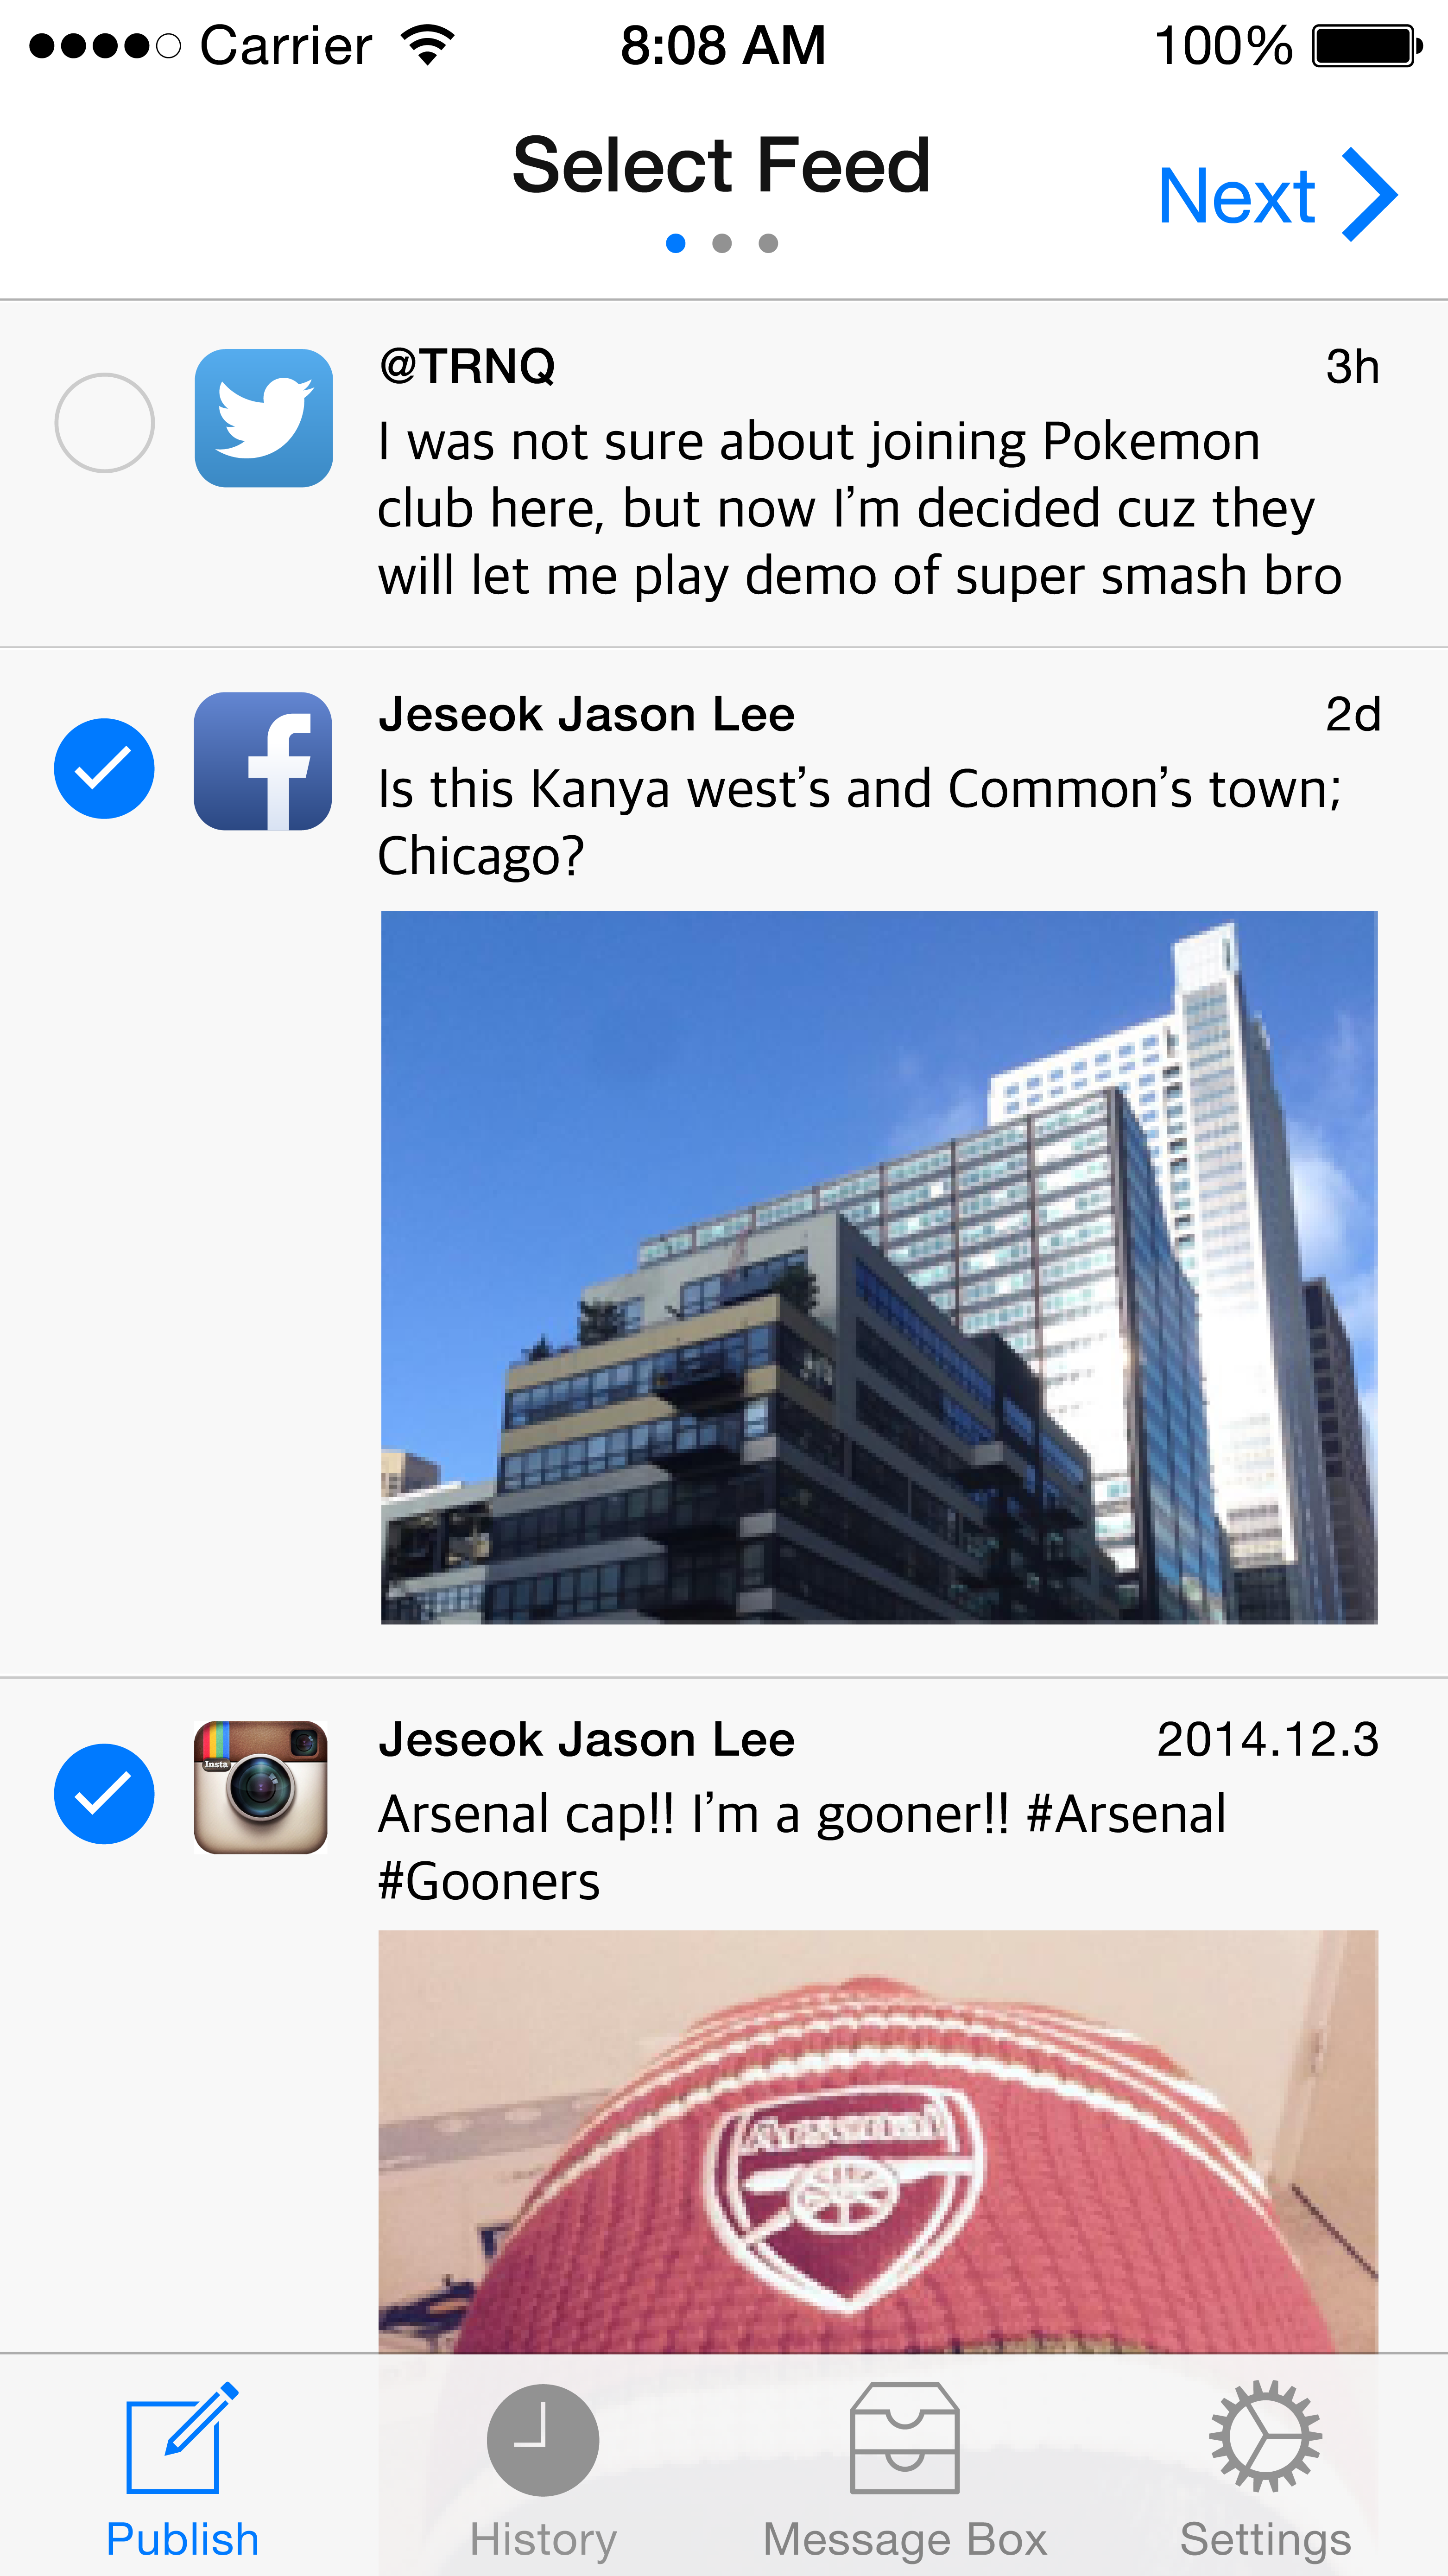 Carrier 8:08 AM 100%
Select Feed
Next
@TRNQ 3h
I was not sure about joining Pokemon
club here, but now I’m decided cuz they
will let me play demo of super smash bro
Jeseok Jason Lee 2d
Is this Kanya west’s and Common’s town;
Chicago?
Jeseok Jason Lee 2014.12.3
Insta
Arsenal cap!! I’m a gooner!! #Arsenal
#Gooners
Arsenal
Publish History Message Box Settings